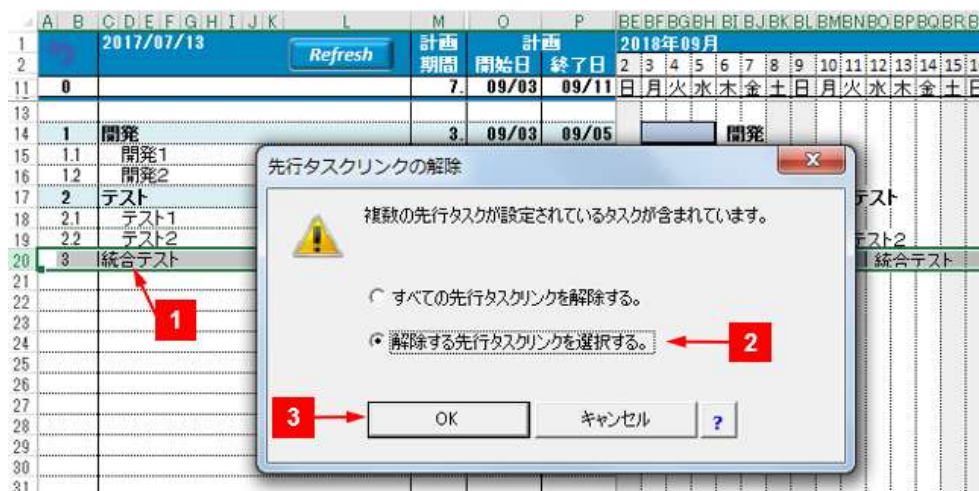 A B C D E F G H I J K L M O P BE BF BG BH BI BJ BK BL BM BN BO BP BQ BR
1 2017/07/13 Refresh 計画 計画 2018年09月
2 期間 開始日 終了日 2 3 4 5 6 7 8 9 10 11 12 13 14 15
11 0 7. 09/03 09/11 日 月 火 水 木 金 土 日 月 火 水 木 金 土
13
14 1 開発 3. 09/03 09/05 開発
15 1.1 開発1
16 1.2 開発2
17 2 テスト テスト
18 2.1 テスト1
19 2.2 テスト2 テスト2
20 3 統合テスト 統合テスト
21
22
23
24
25
26
27
28
29
30
31
先行タスクリンクの解除
複数の先行タスクが設定されているタスクが含まれています。
すべての先行タスクリンクを解除する。
1
解除する先行タスクリンクを選択する。 2
3 OK キャンセル ?